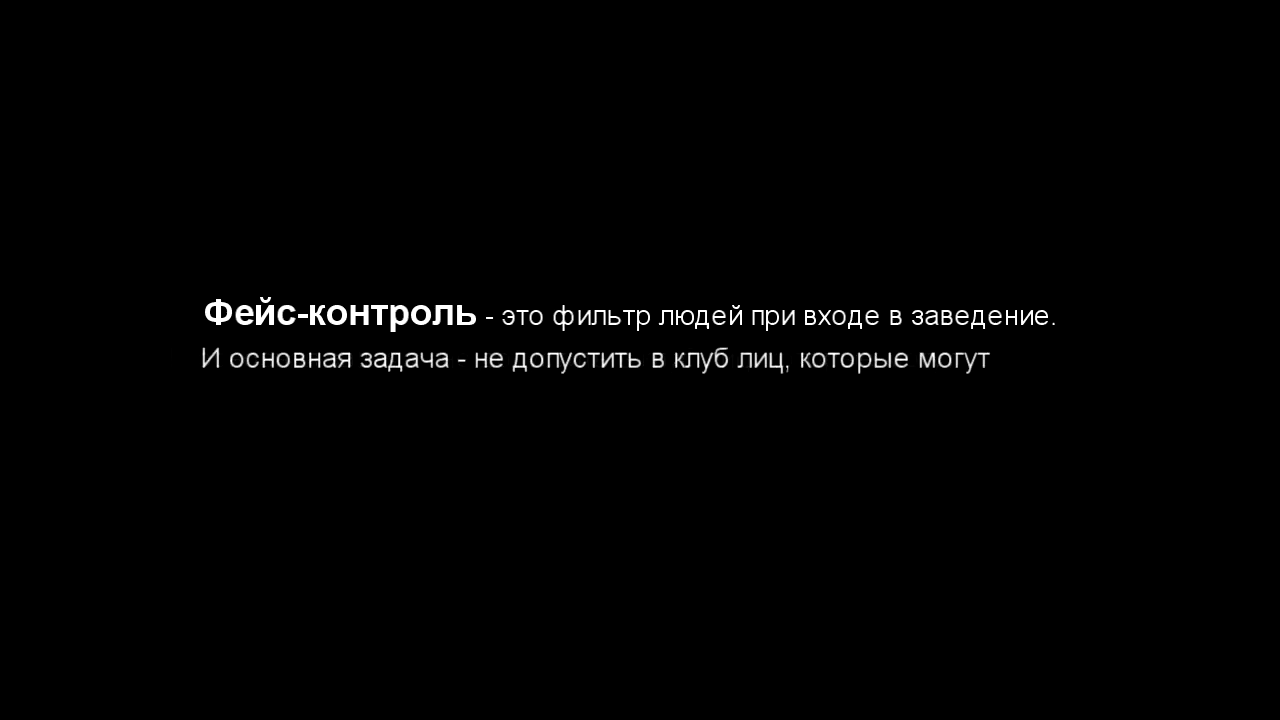 Фейс-контроль - это фильтр людей при входе в заведение.
И основная задача - не допустить в клуб лиц, которые могут